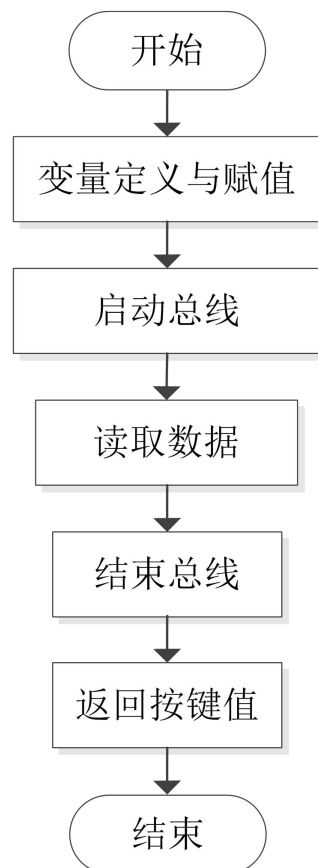 开始
变量定义与赋值
启动总线
读取数据
结束总线
返回按键值
结束